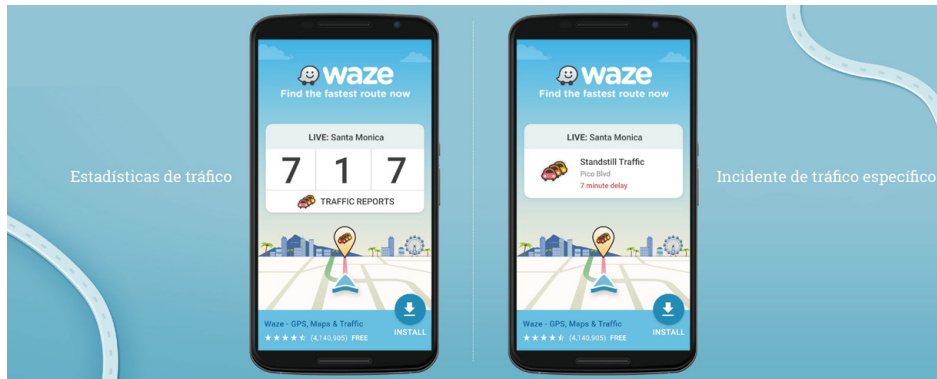 Estadísticas de tráfico
waze
Find the fastest route now
LIVE: Santa Monica
7 1 7
TRAFFIC REPORTS
Waze - GPS, Maps & Traffic
(4,140,905) FREE
INSTALL
waze
Find the fastest route now
LIVE: Santa Monica
Standstill Traffic
Pico Blvd
7 minute delay
Waze - GPS, Maps & Traffic
(4,140,905) FREE
INSTALL
Incidente de tráfico específico